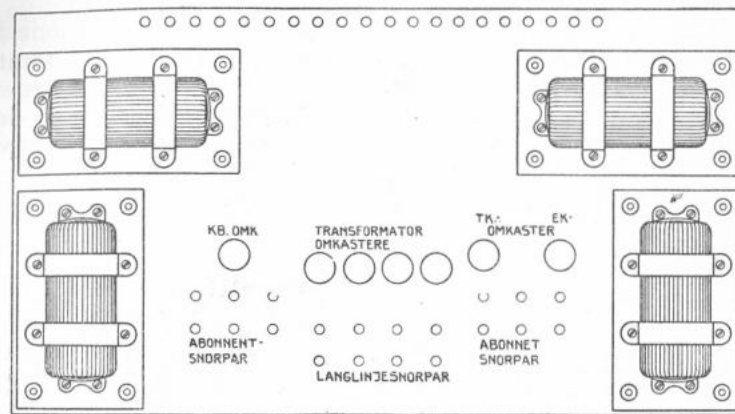 KB. OMK
TRANSFORMATOR
OMKASTERE
TK.- EK-
OMKASTER
ABONNENT-
SNORPAR
LANGLINJESNORPAR
ABONNET
SNORPAR